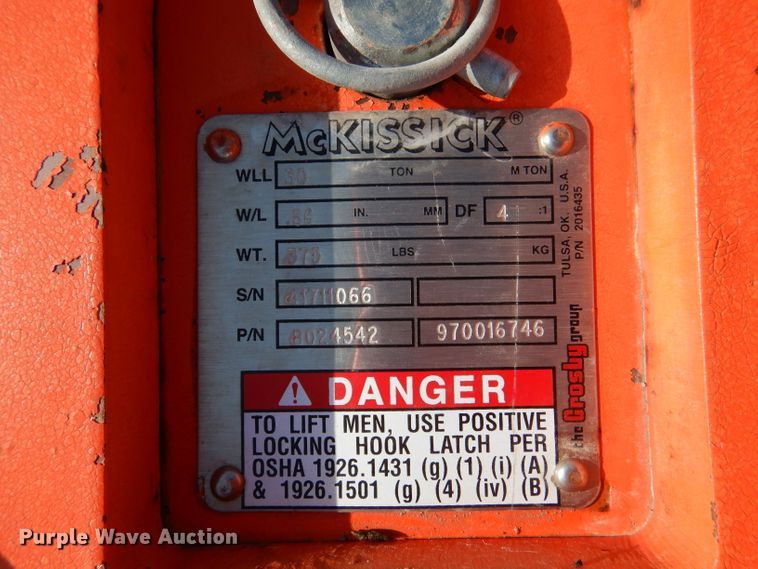 McKISSICK®
WLL 30 TON M TON
W/L IN. MM DF 4 :1
WT. LBS KG
S/N
P/N 970016746
TULSA, OK., U.S.A.
P/N 2016435
the Crosby group
DANGER
TO LIFT MEN, USE POSITIVE
LOCKING HOOK LATCH PER
OSHA 1926.1431 (g) (1) (i) (A)
& 1926.1501 (g) (4) (iv) (B)
Purple Wave Auction